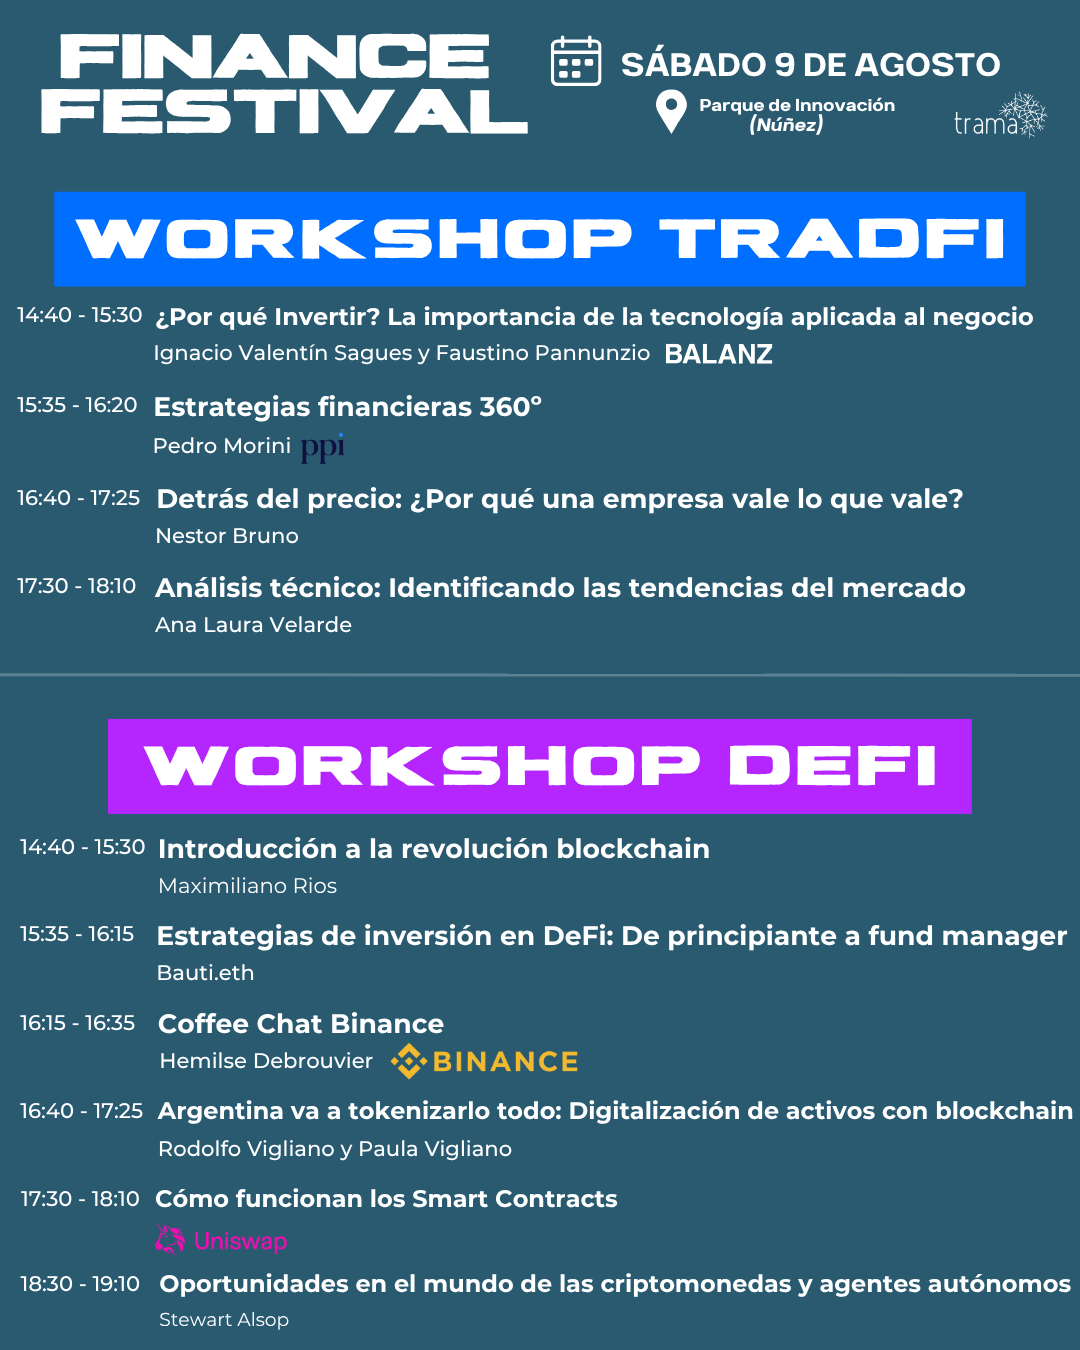 FINANCE
FESTIVAL
SÁBADO 9 DE AGOSTO
Parque de Innovación
(Núñez)
trama
WORKSHOP TRADFI
14:40 - 15:30 ¿Por qué Invertir? La importancia de la tecnología aplicada al negocio
Ignacio Valentín Sagues y Faustino Pannunzio BALANZ
15:35 - 16:20 Estrategias financieras 360º
Pedro Morini ppi
16:40 - 17:25 Detrás del precio: ¿Por qué una empresa vale lo que vale?
Nestor Bruno
17:30 - 18:10 Análisis técnico: Identificando las tendencias del mercado
Ana Laura Velarde
WORKSHOP DEFI
14:40 - 15:30 Introducción a la revolución blockchain
Maximiliano Rios
15:35 - 16:15 Estrategias de inversión en DeFi: De principiante a fund manager
Bauti.eth
16:15 - 16:35 Coffee Chat Binance
Hemilse Debrouvier BINANCE
16:40 - 17:25 Argentina va a tokenizarlo todo: Digitalización de activos con blockchain
Rodolfo Vigliano y Paula Vigliano
17:30 - 18:10 Cómo funcionan los Smart Contracts
Uniswap
18:30 - 19:10 Oportunidades en el mundo de las criptomonedas y agentes autónomos
Stewart Alsop